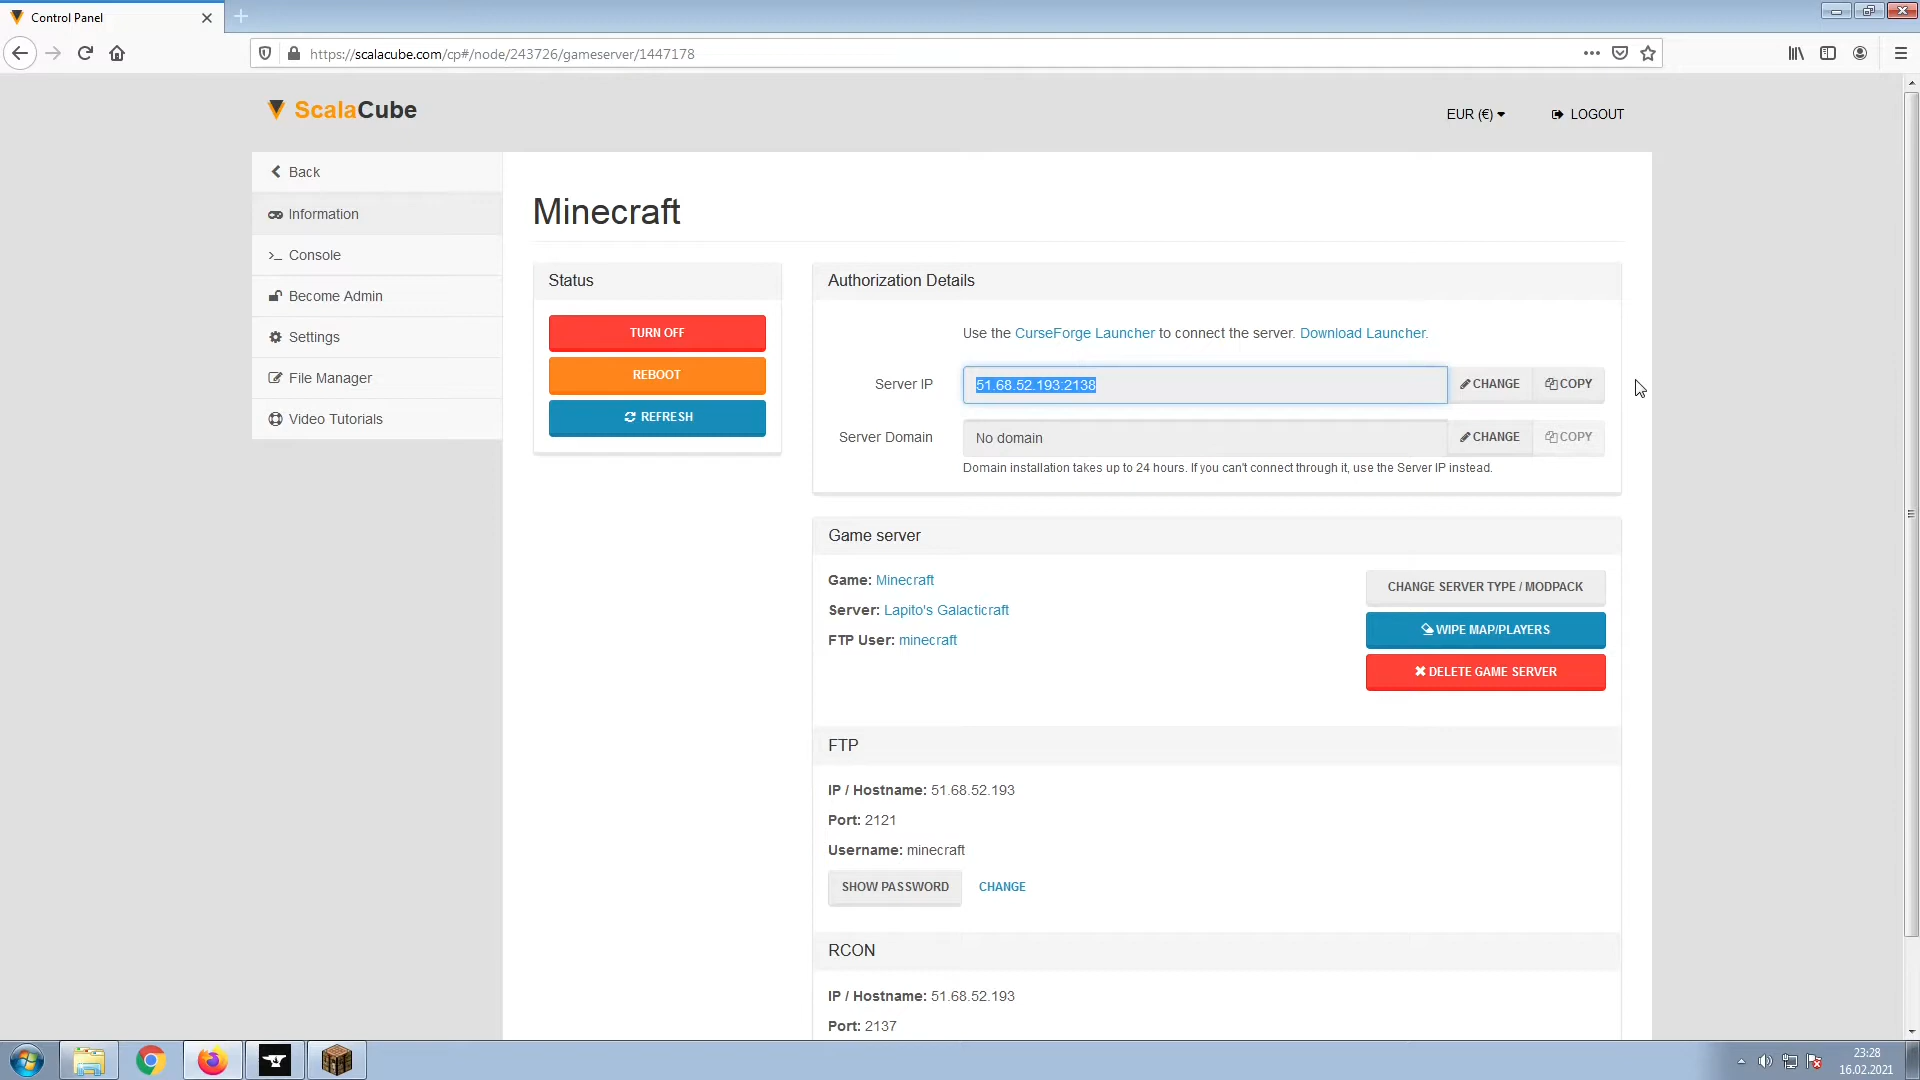 Control Panel
https://scalacube.com/cp#/node/243726/gameserver/1447178
ScalaCube
EUR (€)
LOGOUT
Back
Information
Console
Become Admin
Settings
File Manager
Video Tutorials
Minecraft
Status
TURN OFF
REBOOT
REFRESH
Authorization Details
Use the CurseForge Launcher to connect the server. Download Launcher.
Server IP
51.68.52.193:2138
CHANGE
COPY
Server Domain
No domain
CHANGE
COPY
Domain installation takes up to 24 hours. If you can't connect through it, use the Server IP instead.
Game server
Game: Minecraft
Server: Lapito's Galacticraft
FTP User: minecraft
CHANGE SERVER TYPE / MODPACK
WIPE MAP/PLAYERS
DELETE GAME SERVER
FTP
IP / Hostname: 51.68.52.193
Port: 2121
Username: minecraft
SHOW PASSWORD
CHANGE
RCON
IP / Hostname: 51.68.52.193
Port: 2137
23:28
16.02.2021